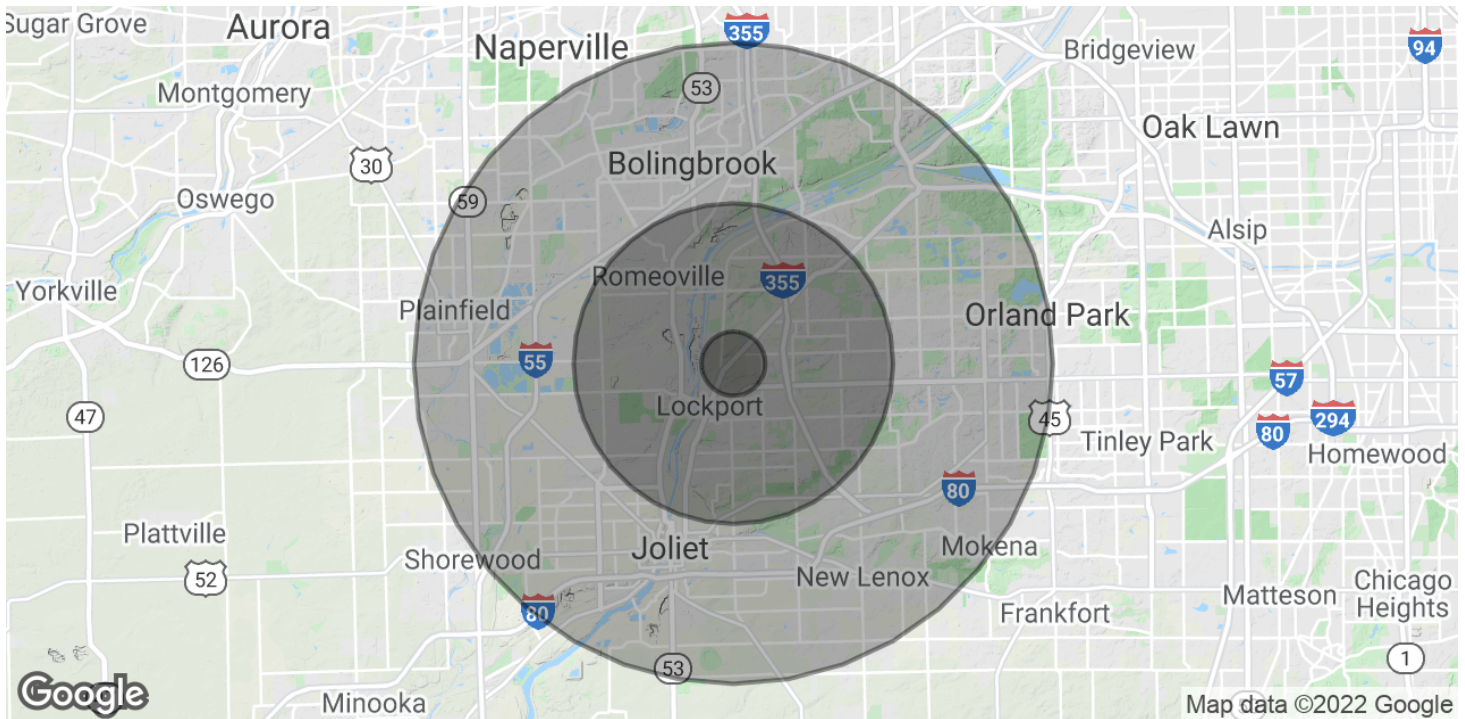 Sugar Grove
Aurora
Naperville
355
Bridgeview
94
Montgomery
53
Oak Lawn
30
Bolingbrook
Oswego
59
Alsip
Yorkville
Romeoville
355
Plainfield
Orland Park
126
55
57
47
Lockport
45
294
80
Tinley Park
Homewood
80
Plattville
Joliet
Mokena
52
Shorewood
New Lenox
Chicago
Heights
Matteson
80
Frankfort
53
1
Google
Minooka
Map data ©2022 Google